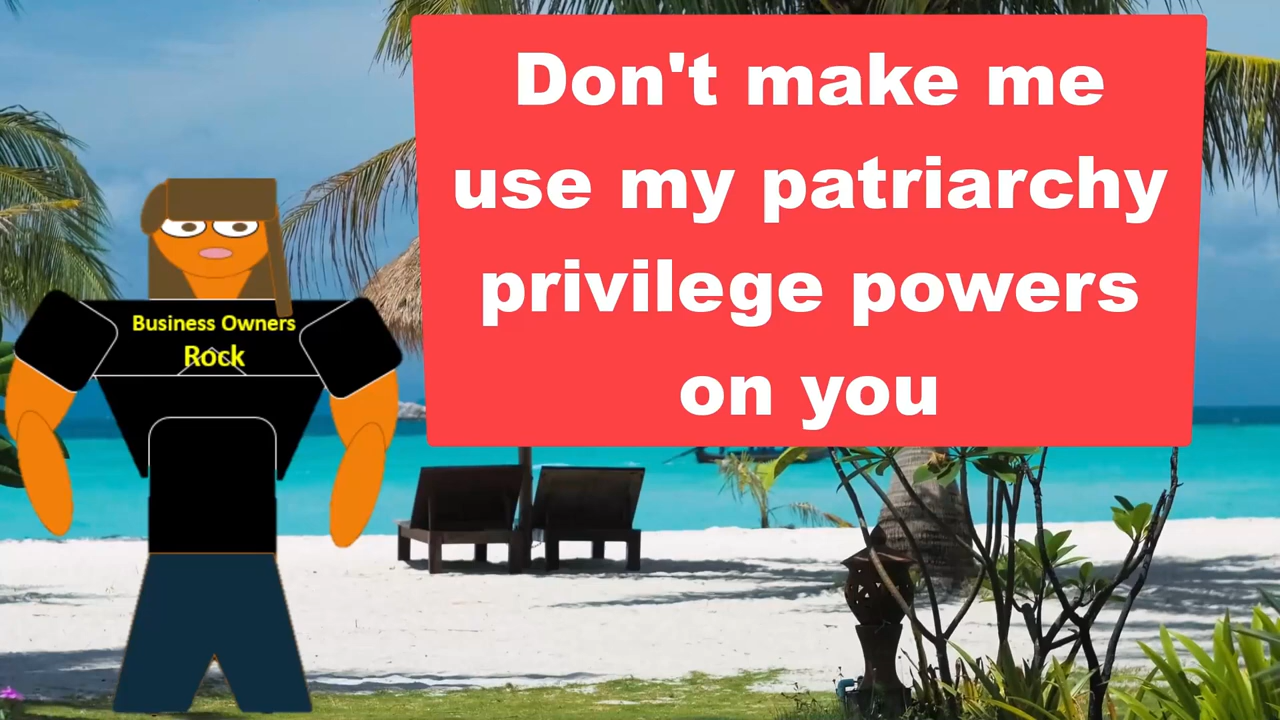 Don't make me
use my patriarchy
privilege powers
on you
Business Owners
Rock